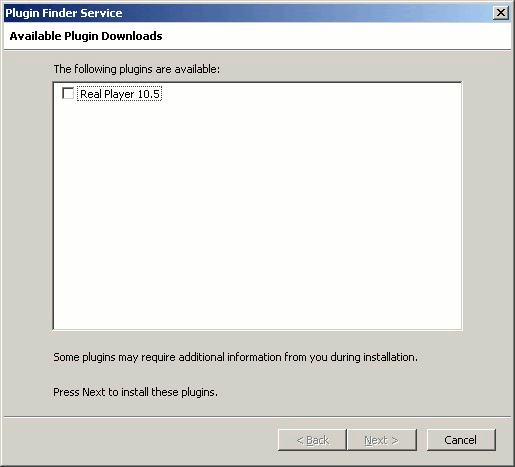 Plugin Finder Service
Available Plugin Downloads
The following plugins are available:
Real Player 10.5
Some plugins may require additional information from you during installation.
Press Next to install these plugins.
< Back Next > Cancel